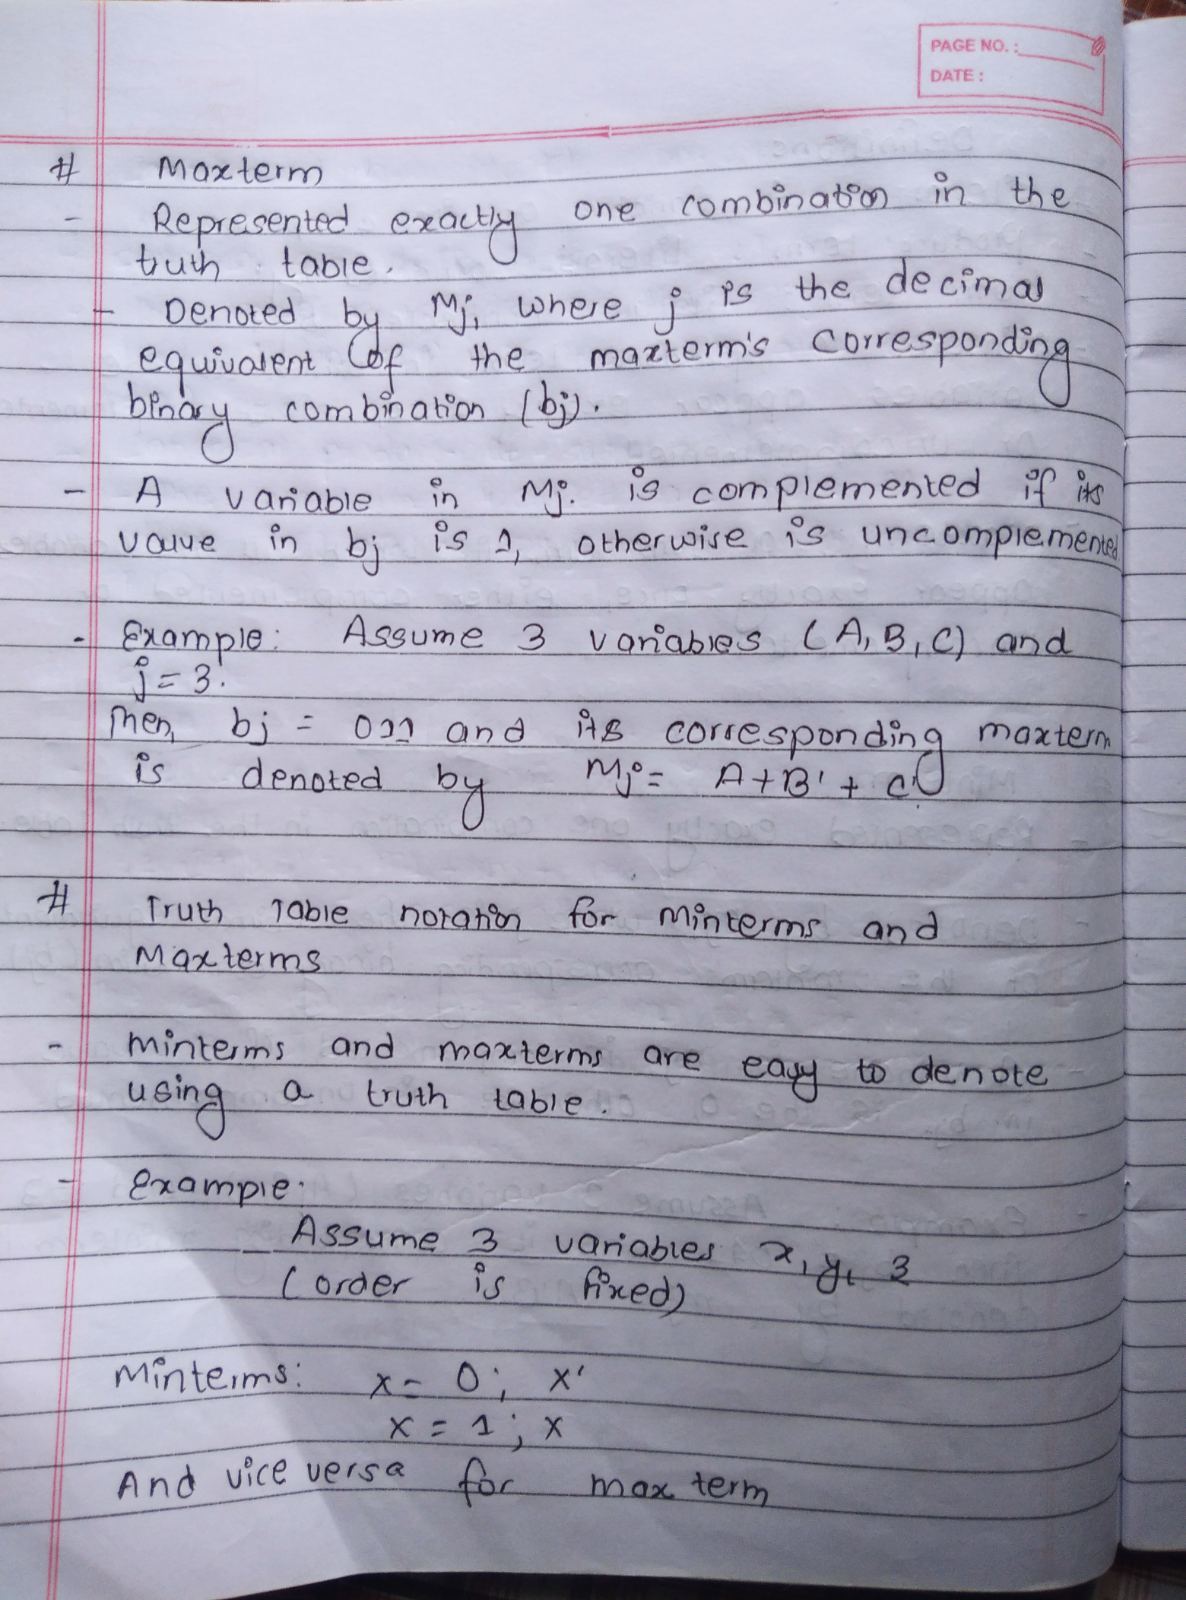 PAGE NO. :
DATE :
# Maxterm
- Represented exactly one combination in the
truth table.
- Denoted by Mj, where j is the decimal
equivalent of the maxterm's corresponding
binary combination (bj).
- A variable in Mj. is complemented if its
value in bj is 1, otherwise is uncomplemented
- Example: Assume 3 variables (A, B, C) and
j = 3.
Then, bj = 011 and its corresponding maxterm
is denoted by Mj = A + B' + C'
# Truth Table notation for Minterms and
Maxterms
- Minterms and maxterms are easy to denote
using a truth table.
- Example.
- Assume 3 variables x, y, z
(order is fixed)
Minterms: x = 0; x'
x = 1; x
And vice versa for max term